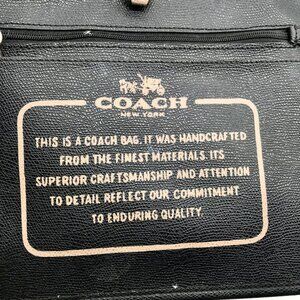 COACH
NEW YORK
THIS IS A COACH BAG. IT WAS HANDCRAFTED
FROM THE FINEST MATERIALS. ITS
SUPERIOR CRAFTSMANSHIP AND ATTENTION
TO DETAIL REFLECT OUR COMMITMENT
TO ENDURING QUALITY.